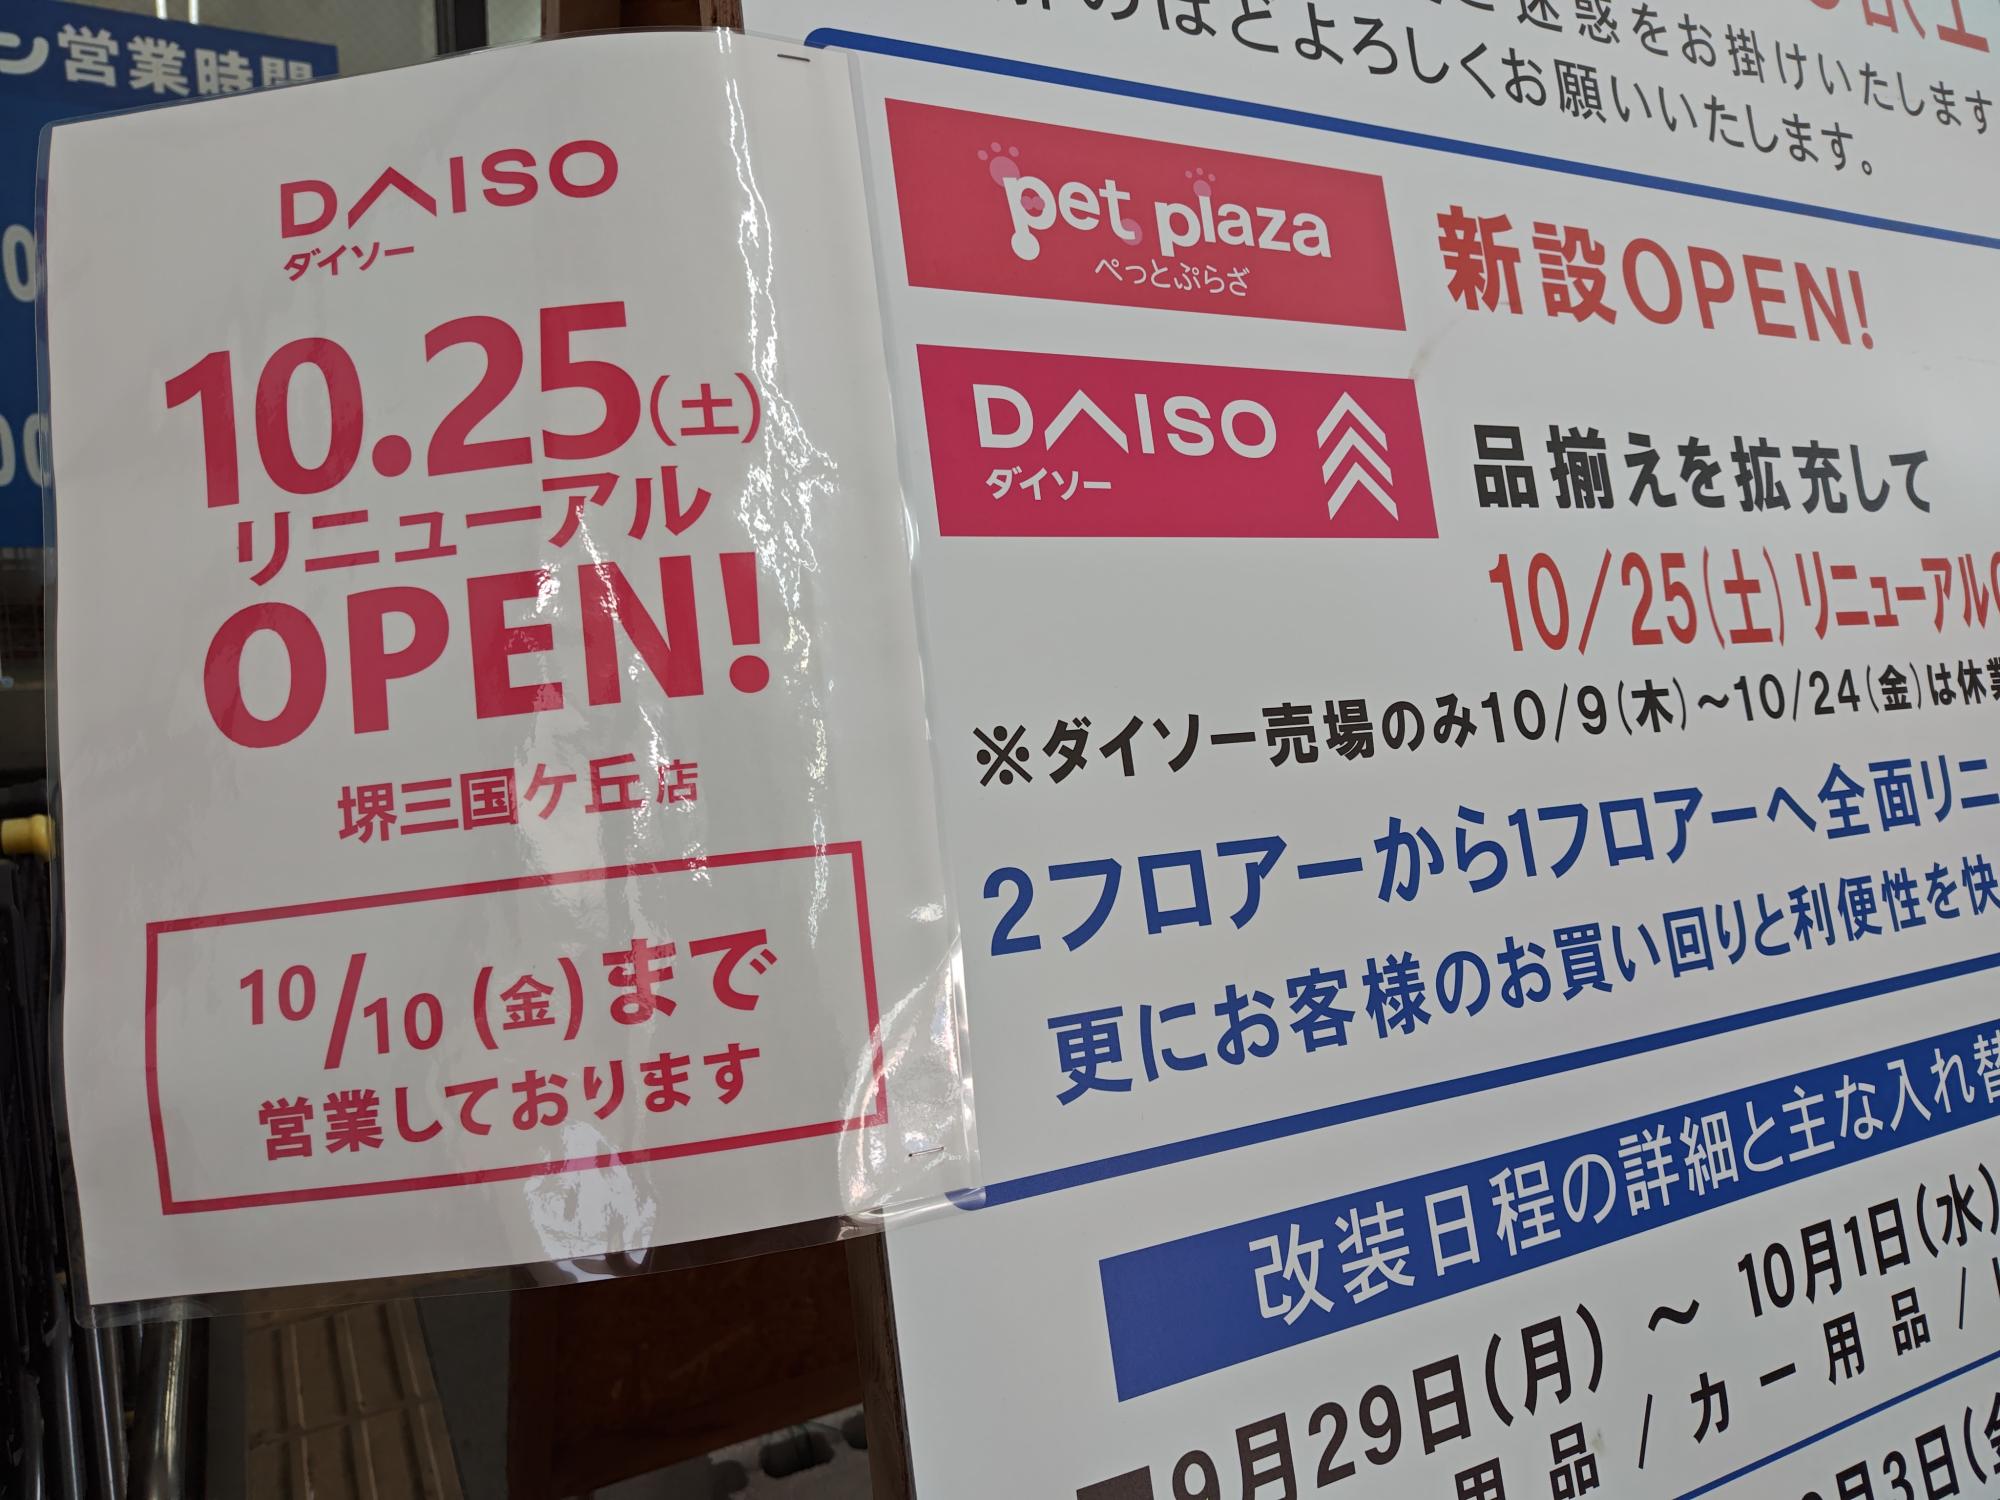 ン営業時間
DAISO
ダイソー
10.25(土)
リニューアル
OPEN!
堺三国ケ丘店
10/10(金)まで
営業しております
迷惑をお掛けいたします
のほどよろしくお願いいたします。
pet plaza
ぺっとぷらざ
新設OPEN!
DAISO
ダイソー
品揃えを拡充して
10/25(土)リニューアル
※ダイソー売場のみ10/9(木)~10/24(金)は休業
2フロアーから1フロアーへ全面リニ
更にお客様のお買い回りと利便性を快
改装日程の詳細と主な入れ替
9月29日(月) ~ 10月1日(水)
用品/カー用品/
月3日(金